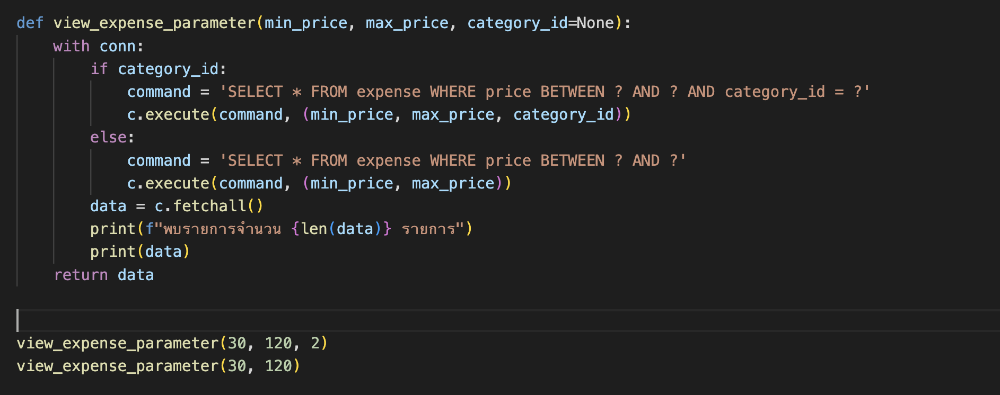 def view_expense_parameter(min_price, max_price, category_id=None):
    with conn:
        if category_id:
            command = 'SELECT * FROM expense WHERE price BETWEEN ? AND ? AND category_id = ?'
            c.execute(command, (min_price, max_price, category_id))
        else:
            command = 'SELECT * FROM expense WHERE price BETWEEN ? AND ?'
            c.execute(command, (min_price, max_price))
        data = c.fetchall()
        print(f"พบรายการจำนวน {len(data)} รายการ")
        print(data)
    return data
view_expense_parameter(30, 120, 2)
view_expense_parameter(30, 120)